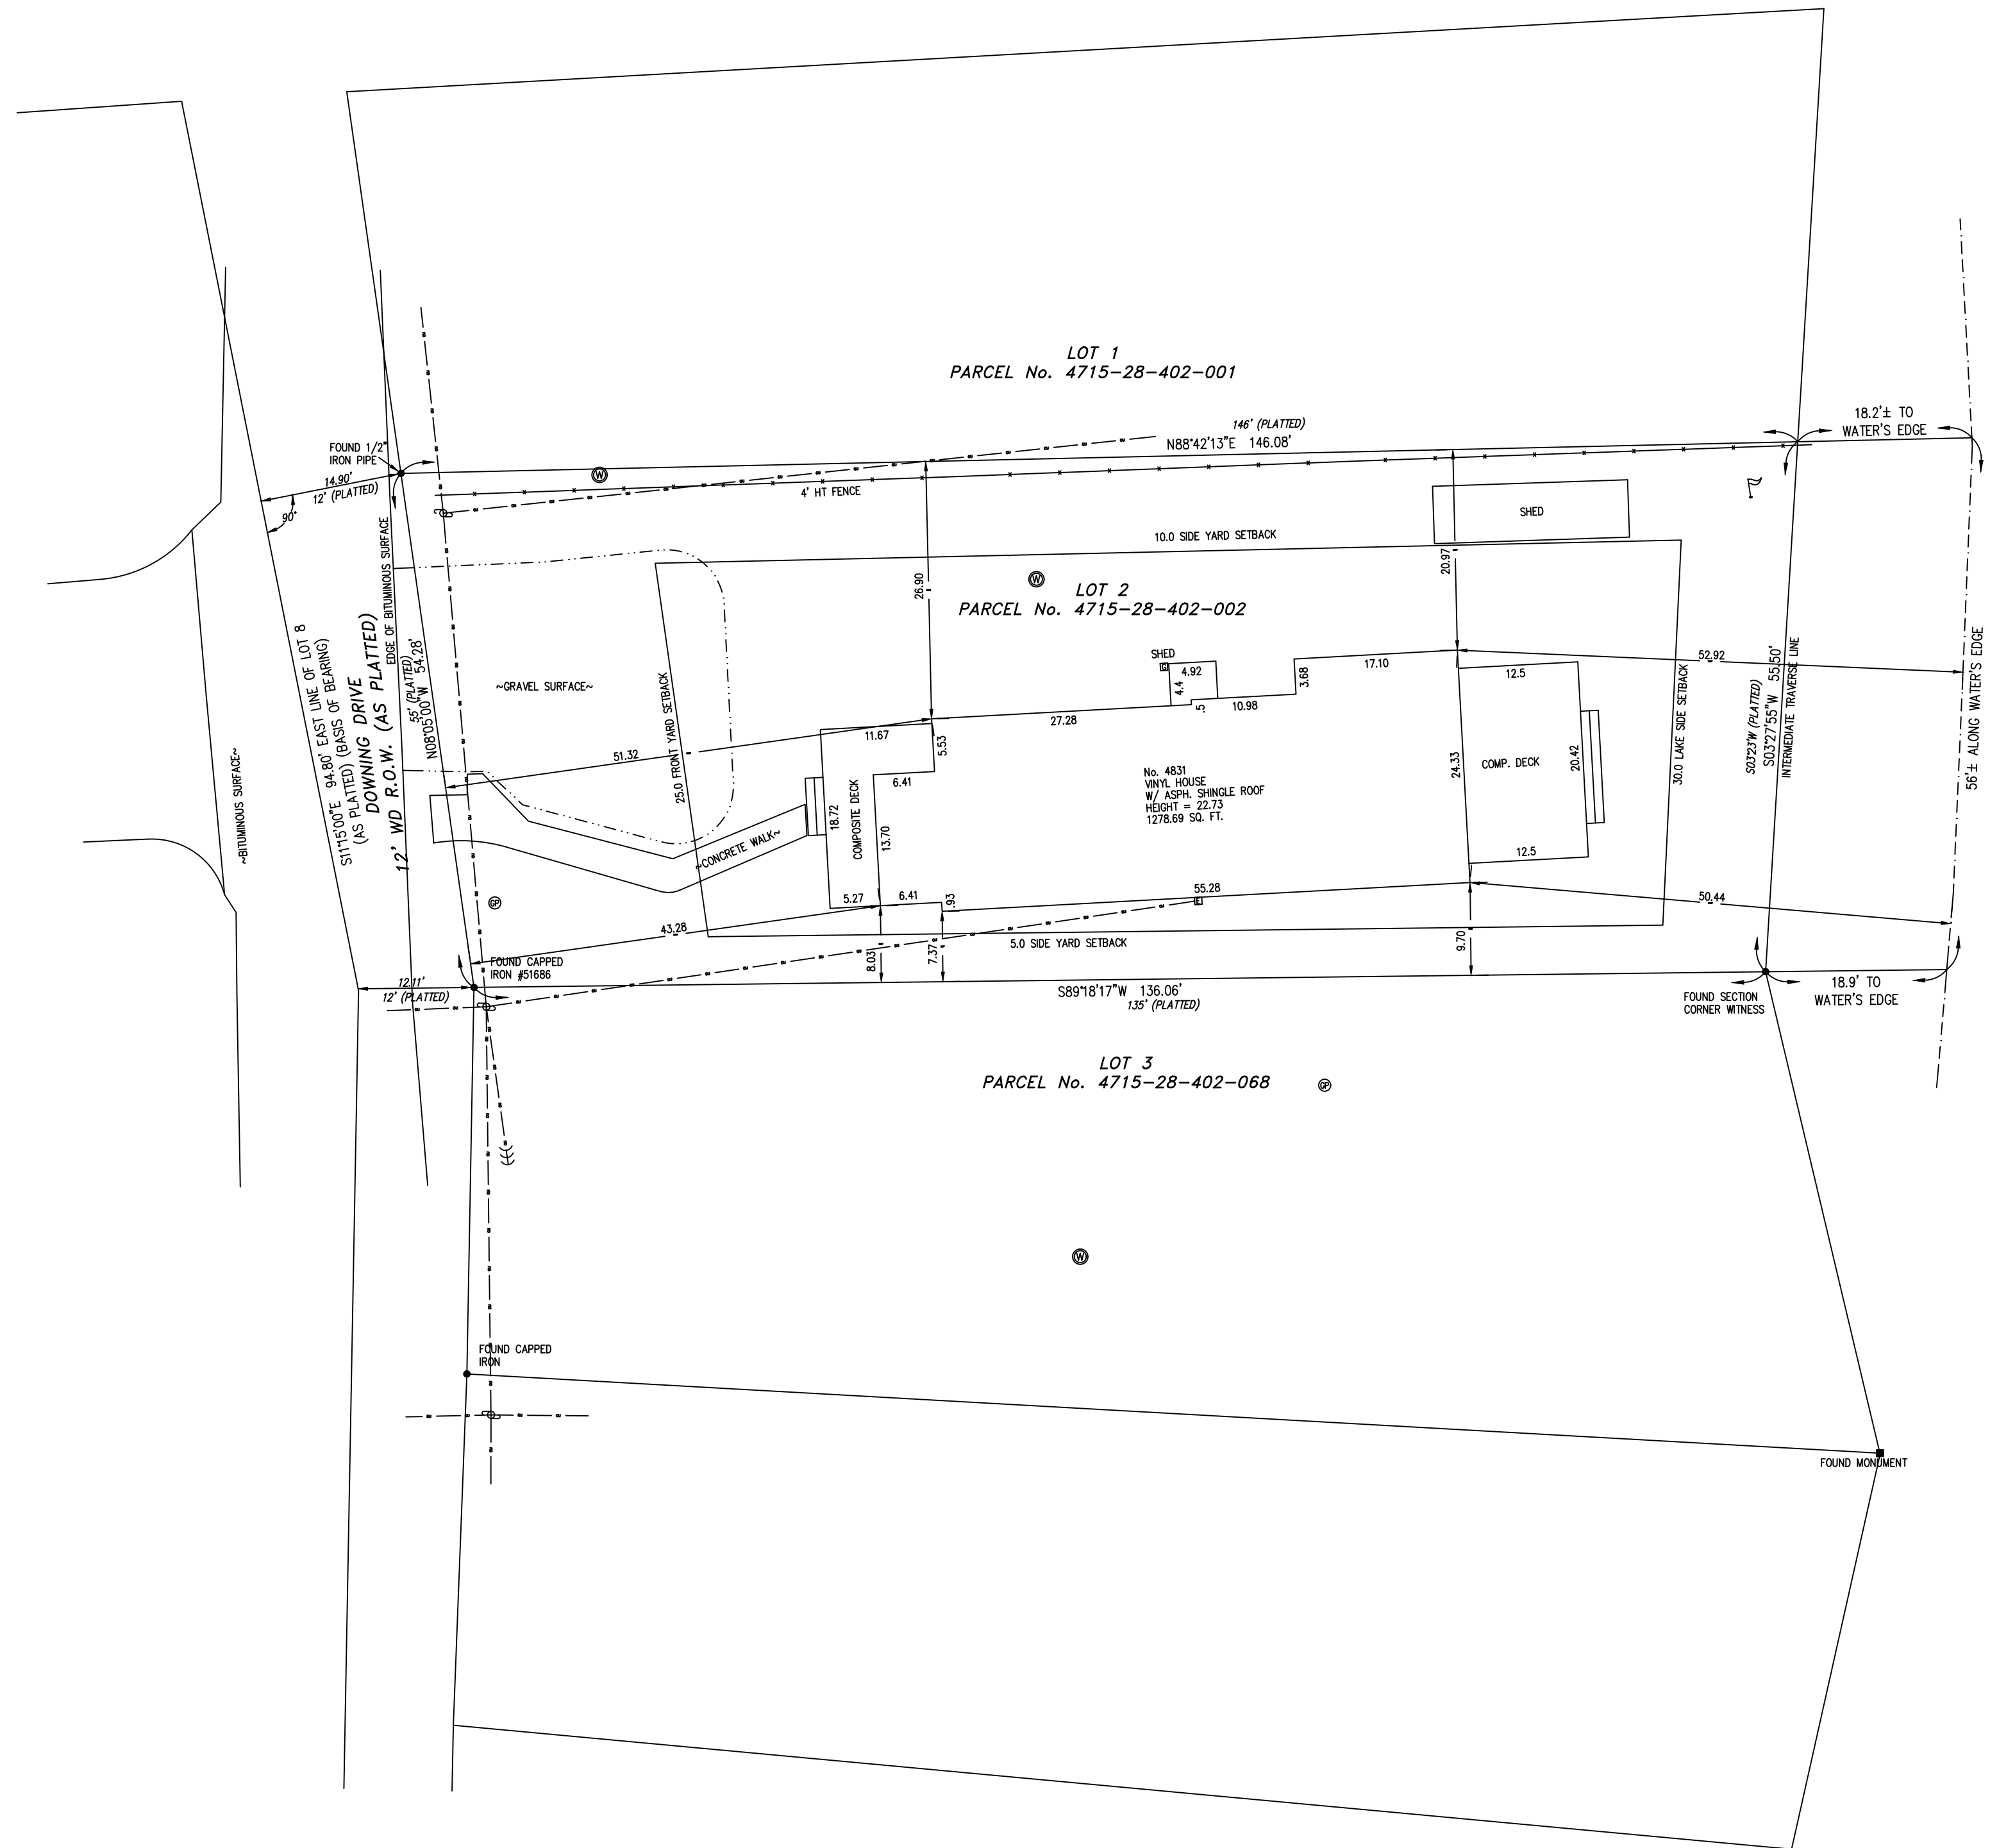 LOT 1
PARCEL No. 4715-28-402-001
146' (PLATTED)
N88°42'13"E 146.08'
18.2'± TO
WATER'S EDGE
FOUND 1/2"
IRON PIPE
14.90'
12' (PLATTED)
90°
4' HT FENCE
SHED
10.0 SIDE YARD SETBACK
EDGE OF BITUMINOUS SURFACE
26.90
20.97
LOT 2
PARCEL No. 4715-28-402-002
S11°15'00"E 94.80' EAST LINE OF LOT 8
(AS PLATTED) (BASIS OF BEARING)
DOWNING DRIVE
12' WD R.O.W. (AS PLATTED)
55' (PLATTED)
N08°05'00"W 54.28'
~GRAVEL SURFACE~
25.0 FRONT YARD SETBACK
SHED
G
4.92
4.4
.5
10.98
3.68
17.10
52.92
12.5
S03°23'W (PLATTED)
S03°27'55"W 55.50'
INTERMEDIATE TRAVERSE LINE
30.0 LAKE SIDE SETBACK
56'± ALONG WATER'S EDGE
27.28
11.67
5.53
51.32
6.41
24.33
COMP. DECK
20.42
No. 4831
VINYL HOUSE
W/ ASPH. SHINGLE ROOF
HEIGHT = 22.73
1278.69 SQ. FT.
~BITUMINOUS SURFACE~
18.72
COMPOSITE DECK
13.70
~CONCRETE WALK~
12.5
5.27
6.41
.93
55.28
E
50.44
GP
43.28
8.03
7.37
9.70
5.0 SIDE YARD SETBACK
FOUND CAPPED
IRON #51686
12.11'
12' (PLATTED)
S89°18'17"W 136.06'
135' (PLATTED)
FOUND SECTION
CORNER WITNESS
18.9' TO
WATER'S EDGE
LOT 3
PARCEL No. 4715-28-402-068
GP
W
W
W
FOUND CAPPED
IRON
FOUND MONUMENT